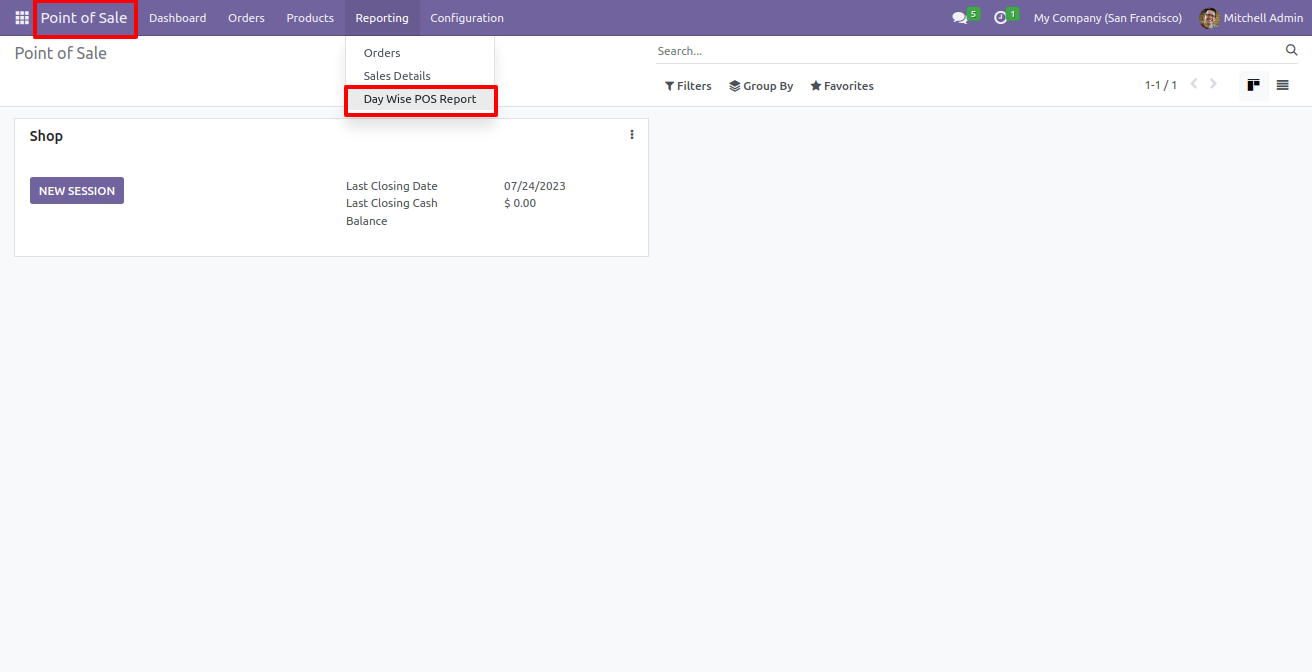 Point of Sale Dashboard Orders Products Reporting Configuration 5 1 My Company (San Francisco) Mitchell Admin
Point of Sale
Orders
Sales Details
Day Wise POS Report
Search...
Filters Group By Favorites 1-1 / 1
Shop
NEW SESSION
Last Closing Date 07/24/2023
Last Closing Cash $ 0.00
Balance